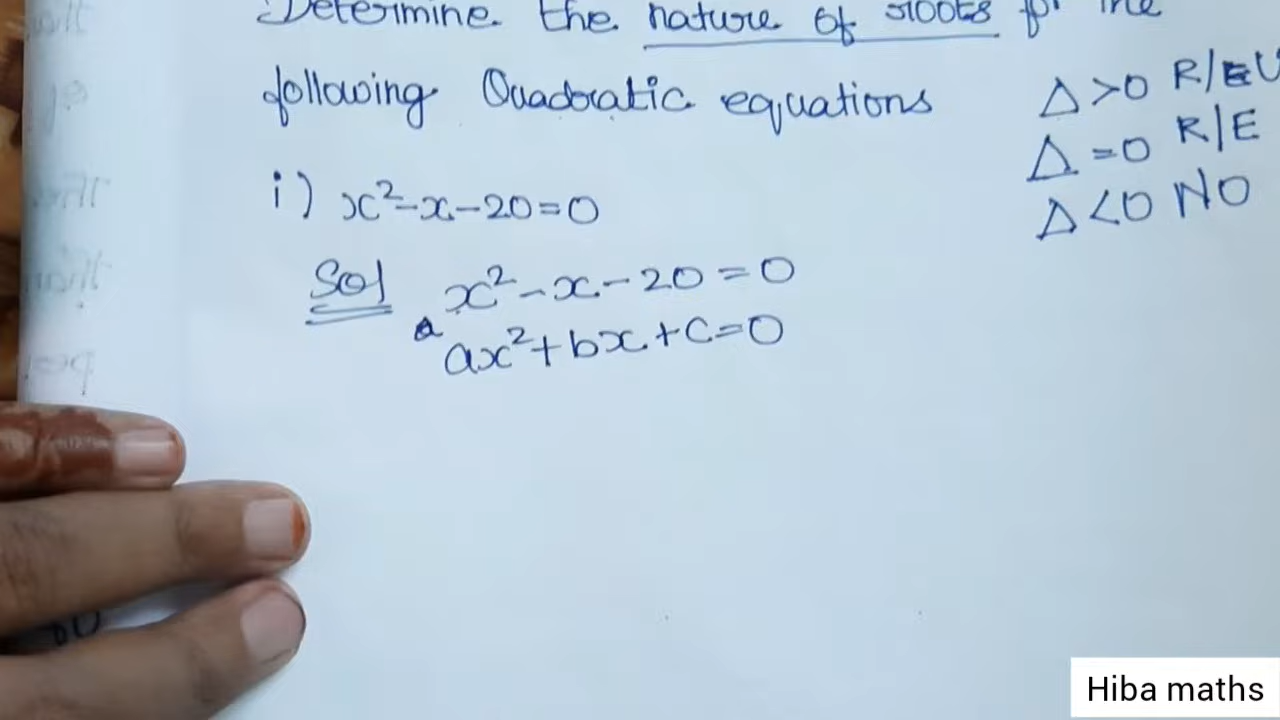 Determine the nature of roots for the
following Quadratic equations
Δ>0 R/EU
Δ=0 R/E
Δ<0 NO
i) x²-x-20=0
Sol x²-x-20=0
a ax²+bx+c=0
Hiba maths